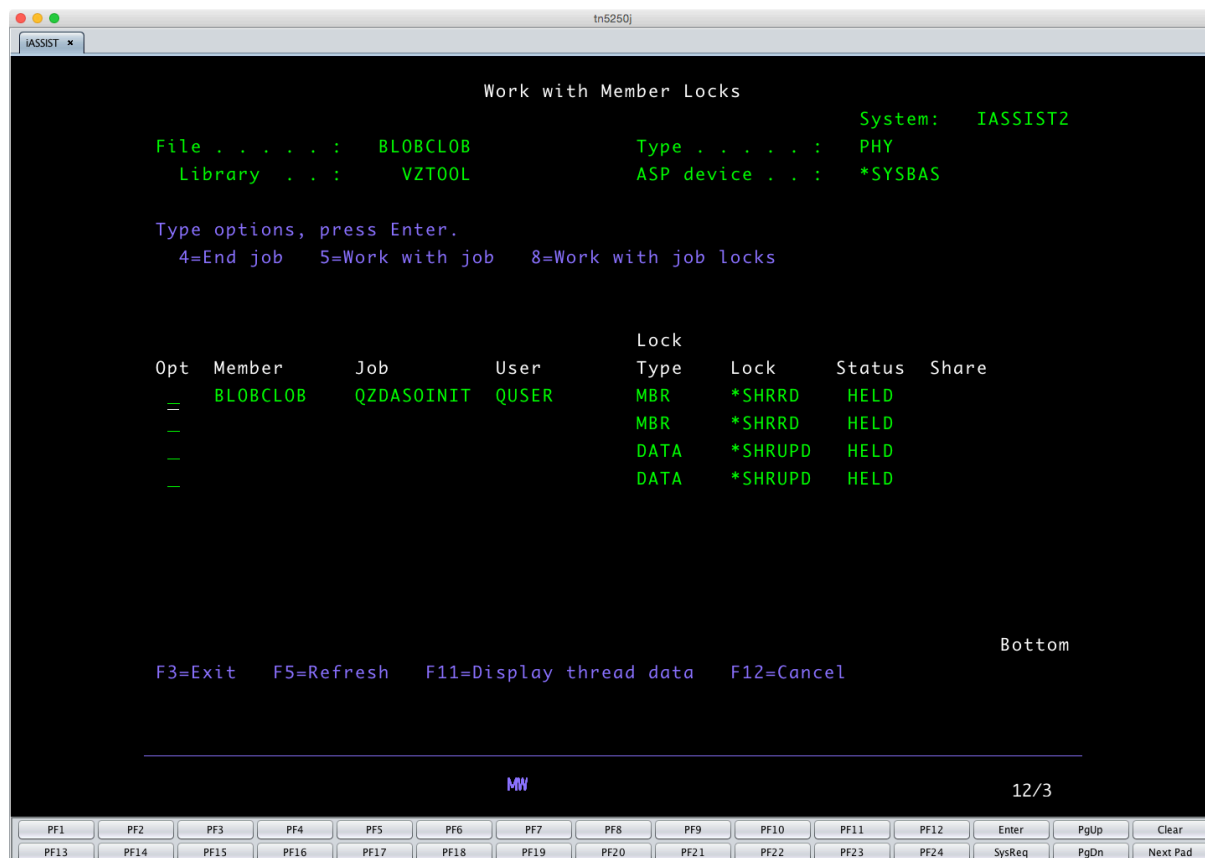 tn5250j
iASSIST ×
Work with Member Locks
System: IASSIST2
File . . . . . : BLOBCLOB Type . . . . . : PHY
Library . . : VZTOOL ASP device . . : *SYSBAS
Type options, press Enter.
4=End job 5=Work with job 8=Work with job locks
Lock
Opt Member Job User Type Lock Status Share
_ BLOBCLOB QZDASOINIT QUSER MBR *SHRRD HELD
_ MBR *SHRRD HELD
_ DATA *SHRUPD HELD
_ DATA *SHRUPD HELD
Bottom
F3=Exit F5=Refresh F11=Display thread data F12=Cancel
MW 12/3
PF1 PF2 PF3 PF4 PF5 PF6 PF7 PF8 PF9 PF10 PF11 PF12 Enter PgUp Clear
PF13 PF14 PF15 PF16 PF17 PF18 PF19 PF20 PF21 PF22 PF23 PF24 SysReq PgDn Next Pad